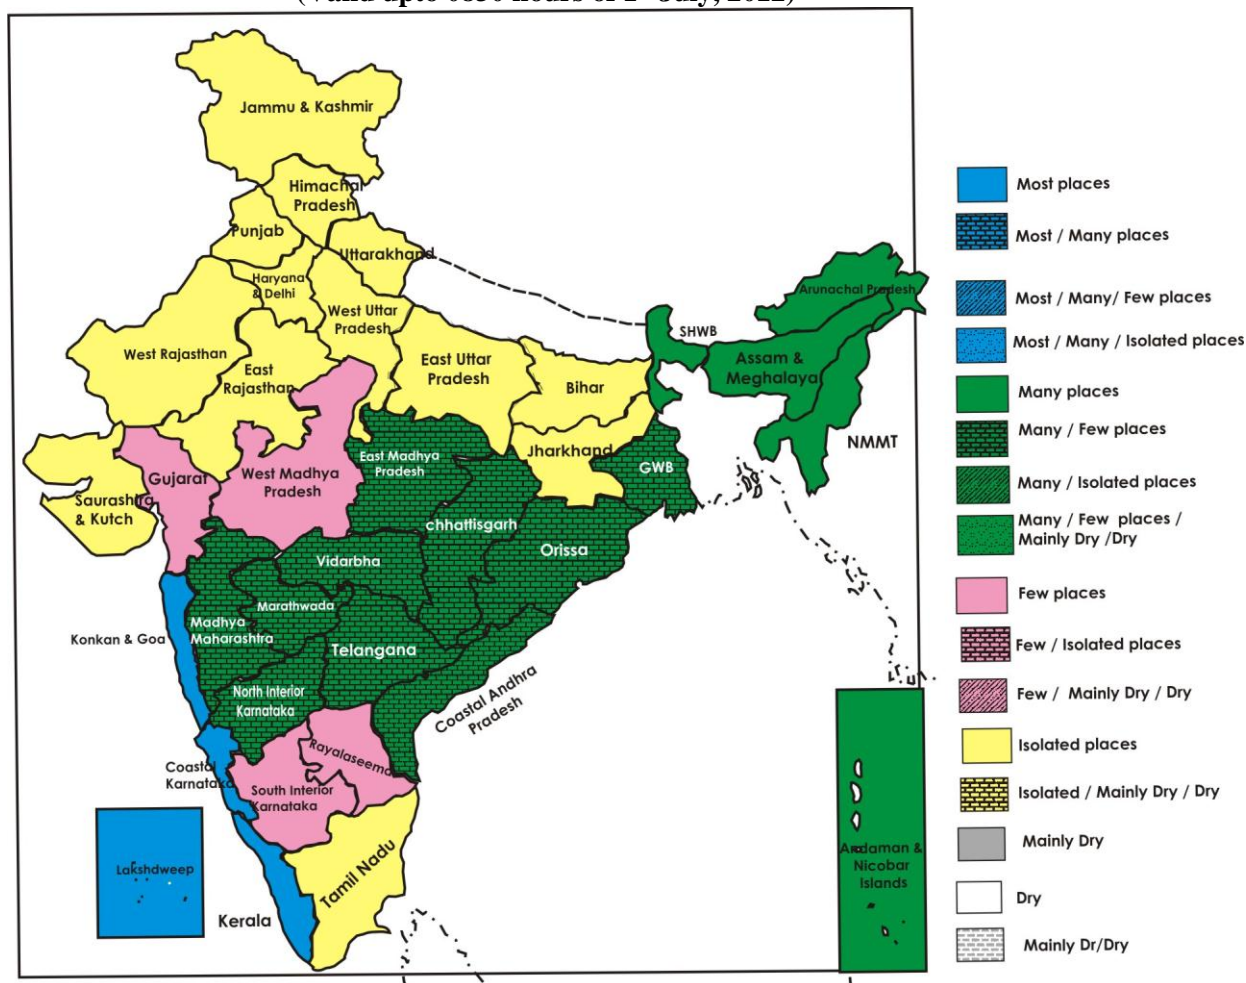 (Valid upto hours of July,
Jammu & Kashmir
Himachal
Pradesh
Punjab
Uttarakhand
Haryana
& Delhi
West Uttar
Pradesh
West Rajasthan
East
Rajasthan
East Uttar
Pradesh
Bihar
SHWB
Arunachal Pradesh
Assam &
Meghalaya
NMMT
Jharkhand
GWB
East Madhya
Pradesh
West Madhya
Pradesh
Gujarat
Saurashtra
& Kutch
chhattisgarh
Orissa
Vidarbha
Marathwada
Madhya
Maharashtra
Konkan & Goa
Telangana
North Interior
Karnataka
Coastal Andhra
Pradesh
Rayalaseema
Coastal
Karnataka
South Interior
Karnataka
Lakshdweep
Kerala
Tamil Nadu
Andaman &
Nicobar
Islands
Most places
Most / Many places
Most / Many/ Few places
Most / Many / Isolated places
Many places
Many / Few places
Many / Isolated places
Many / Few places /
Mainly Dry /Dry
Few places
Few / Isolated places
Few / Mainly Dry / Dry
Isolated places
Isolated / Mainly Dry / Dry
Mainly Dry
Dry
Mainly Dr/Dry